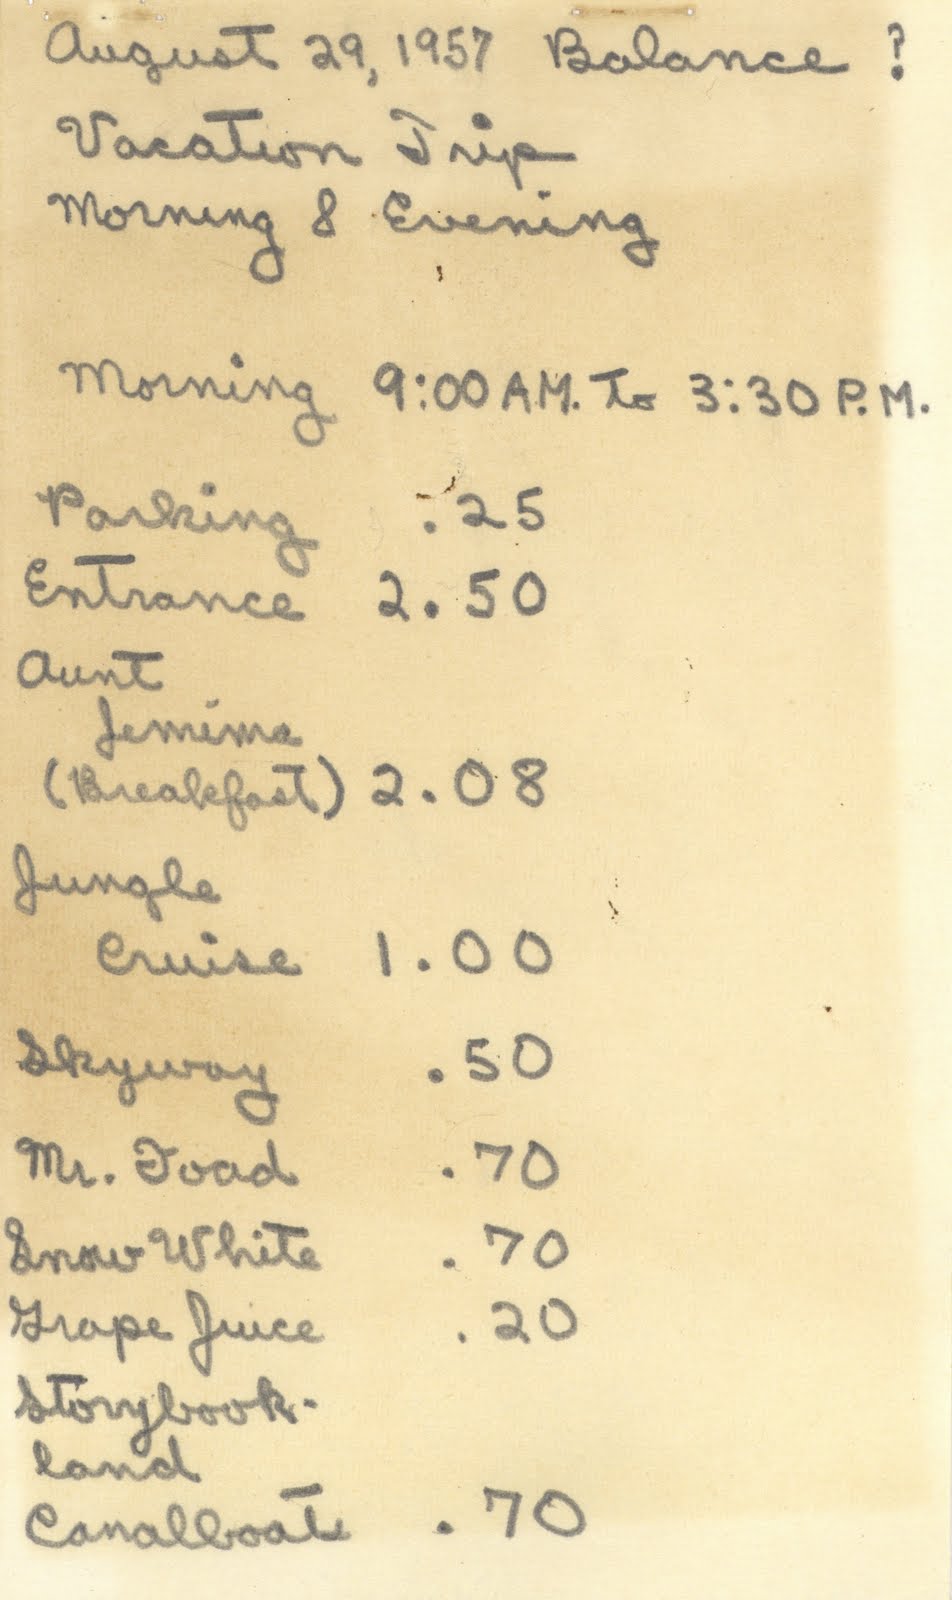 August 29, 1957 Balance ?
Vacation Trip
Morning & Evening
Morning 9:00 A.M. To 3:30 P.M.
Parking .25
Entrance 2.50
Aunt
Jemima
(Breakfast) 2.08
Jungle
Cruise 1.00
Skyway .50
Mr. Toad .70
Snow White .70
Grape Juice .20
Storybook-
land
Canalboats .70